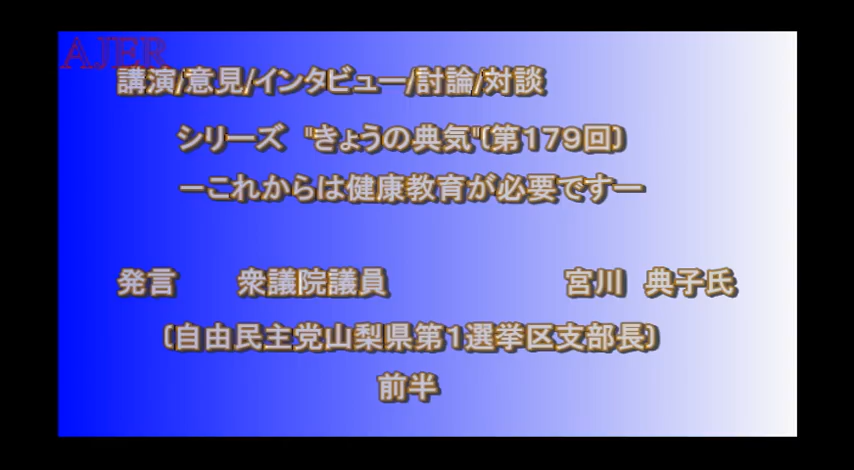 AJER
講演/意見/インタビュー/討論/対談
シリーズ "きょうの典気"(第179回)
ーこれからは健康教育が必要ですー
発言 衆議院議員 宮川 典子氏
(自由民主党山梨県第1選挙区支部長)
前半